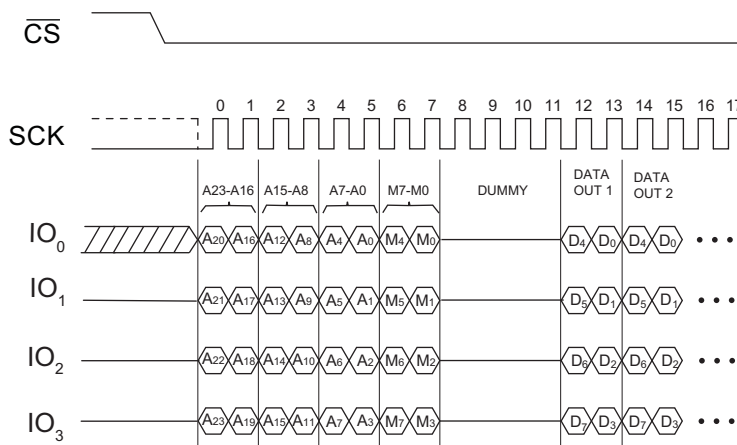 CS
0 1 2 3 4 5 6 7 8 9 10 11 12 13 14 15 16 17
SCK
A23-A16 A15-A8 A7-A0 M7-M0 DUMMY DATA OUT 1 DATA OUT 2
IO0 A20 A16 A12 A8 A4 A0 M4 M0 D4 D0 D4 D0 • • •
IO1 A21 A17 A13 A9 A5 A1 M5 M1 D5 D1 D5 D1 • • •
IO2 A22 A18 A14 A10 A6 A2 M6 M2 D6 D2 D6 D2 • • •
IO3 A23 A19 A15 A11 A7 A3 M7 M3 D7 D3 D7 D3 • • •